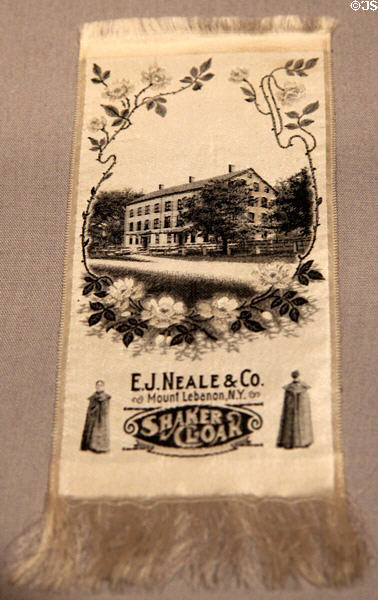 ©JS
E.J. NEALE & CO.
Mount Lebanon, N.Y.
SHAKER
CLOAK